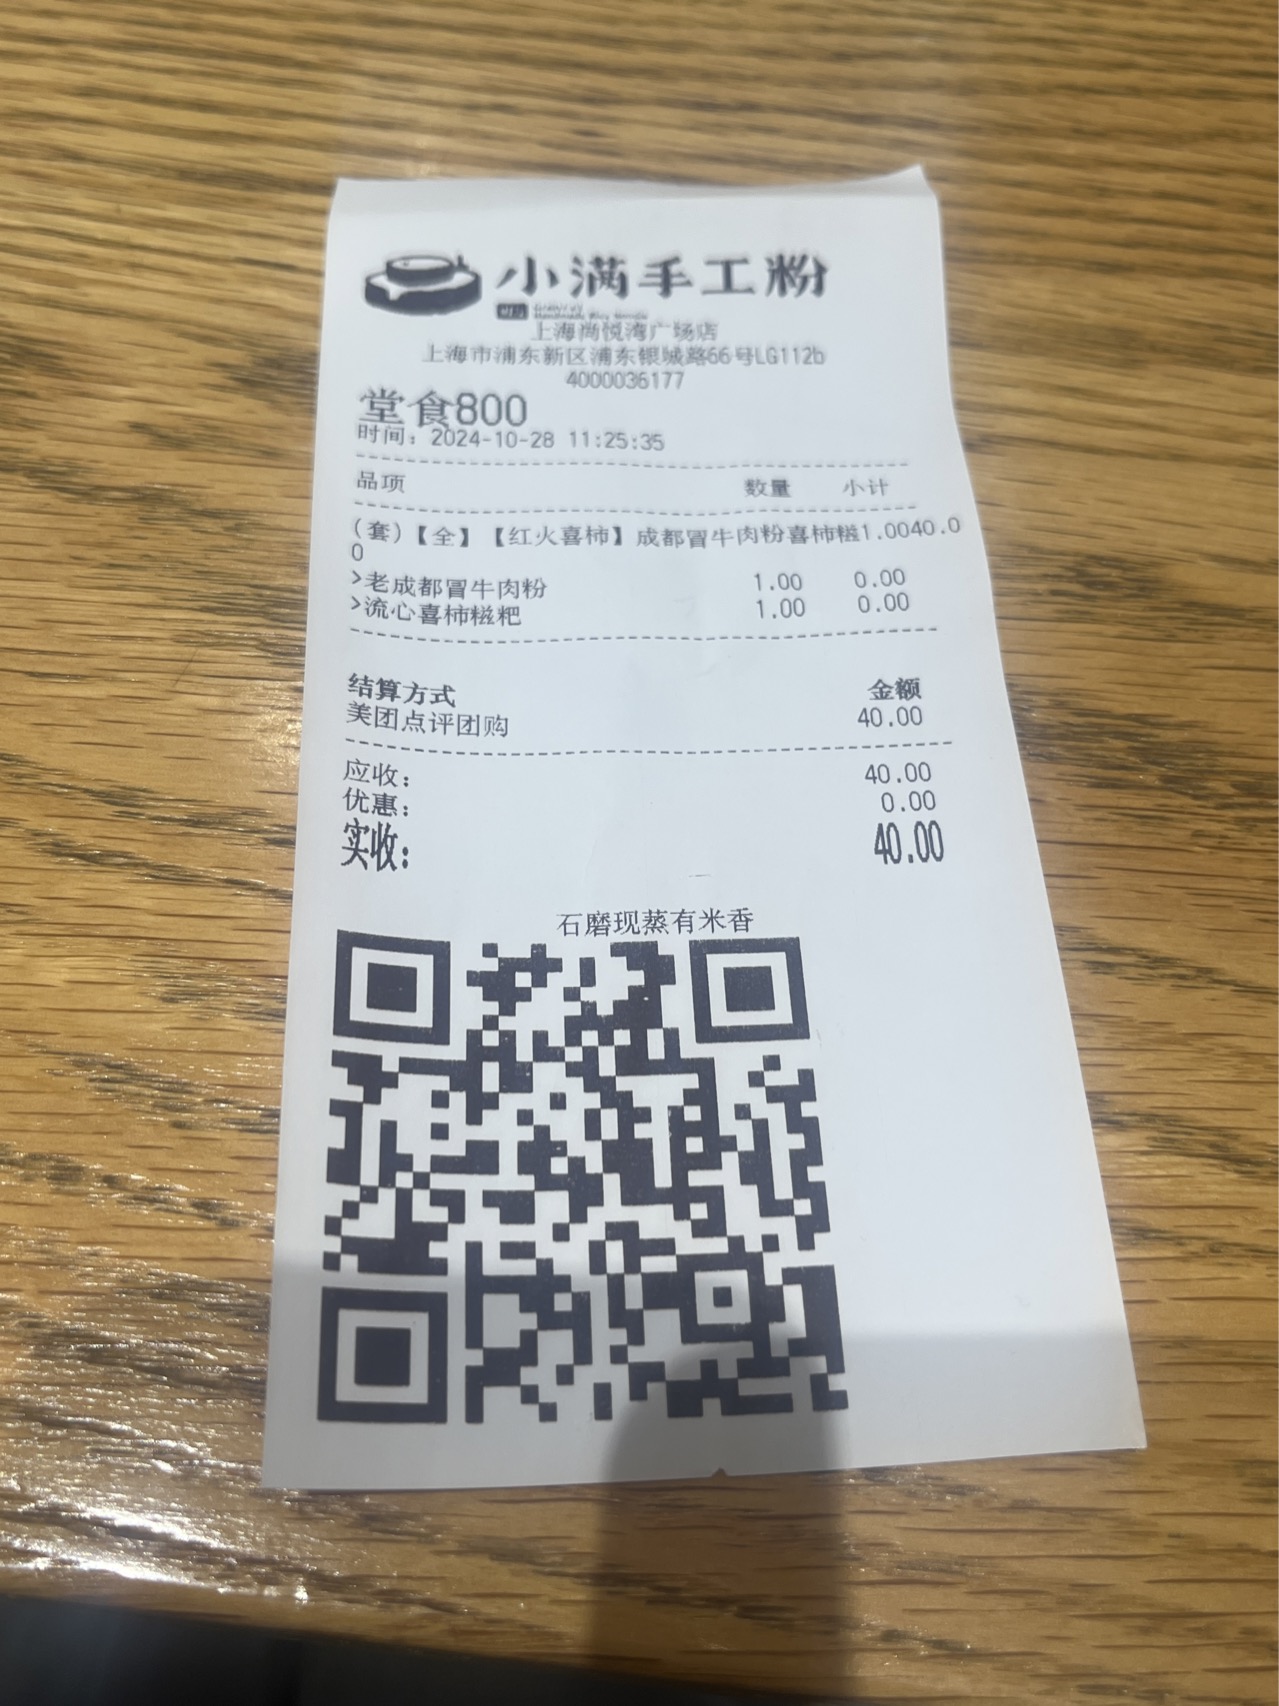 小满手工粉
上海尚悦湾广场店
上海市浦东新区浦东银城路66号LG112b
4000036177
堂食800
时间：2024-10-28 11:25:35
品项 数量 小计
(套)【全】【红火喜柿】成都冒牛肉粉喜柿糍1.0040.0
0
>老成都冒牛肉粉 1.00 0.00
>流心喜柿糍粑 1.00 0.00
结算方式 金额
美团点评团购 40.00
应收： 40.00
优惠： 0.00
实收： 40.00
石磨现蒸有米香